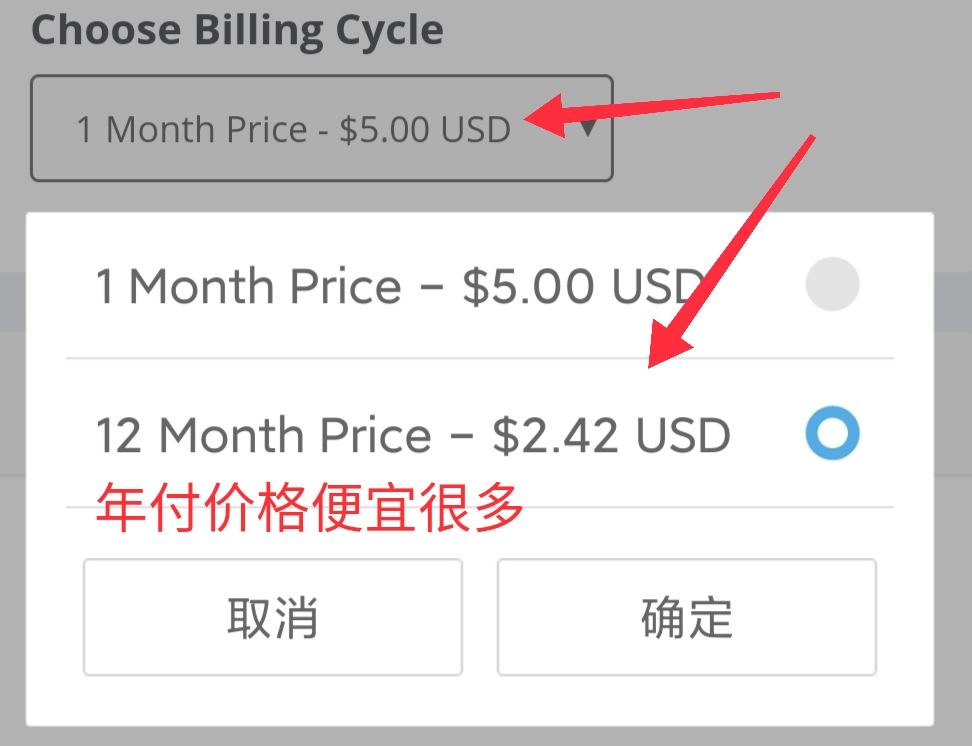 Choose Billing Cycle
1 Month Price - $5.00 USD ▼
1 Month Price – $5.00 USD
12 Month Price – $2.42 USD
年付价格便宜很多
取消
确定